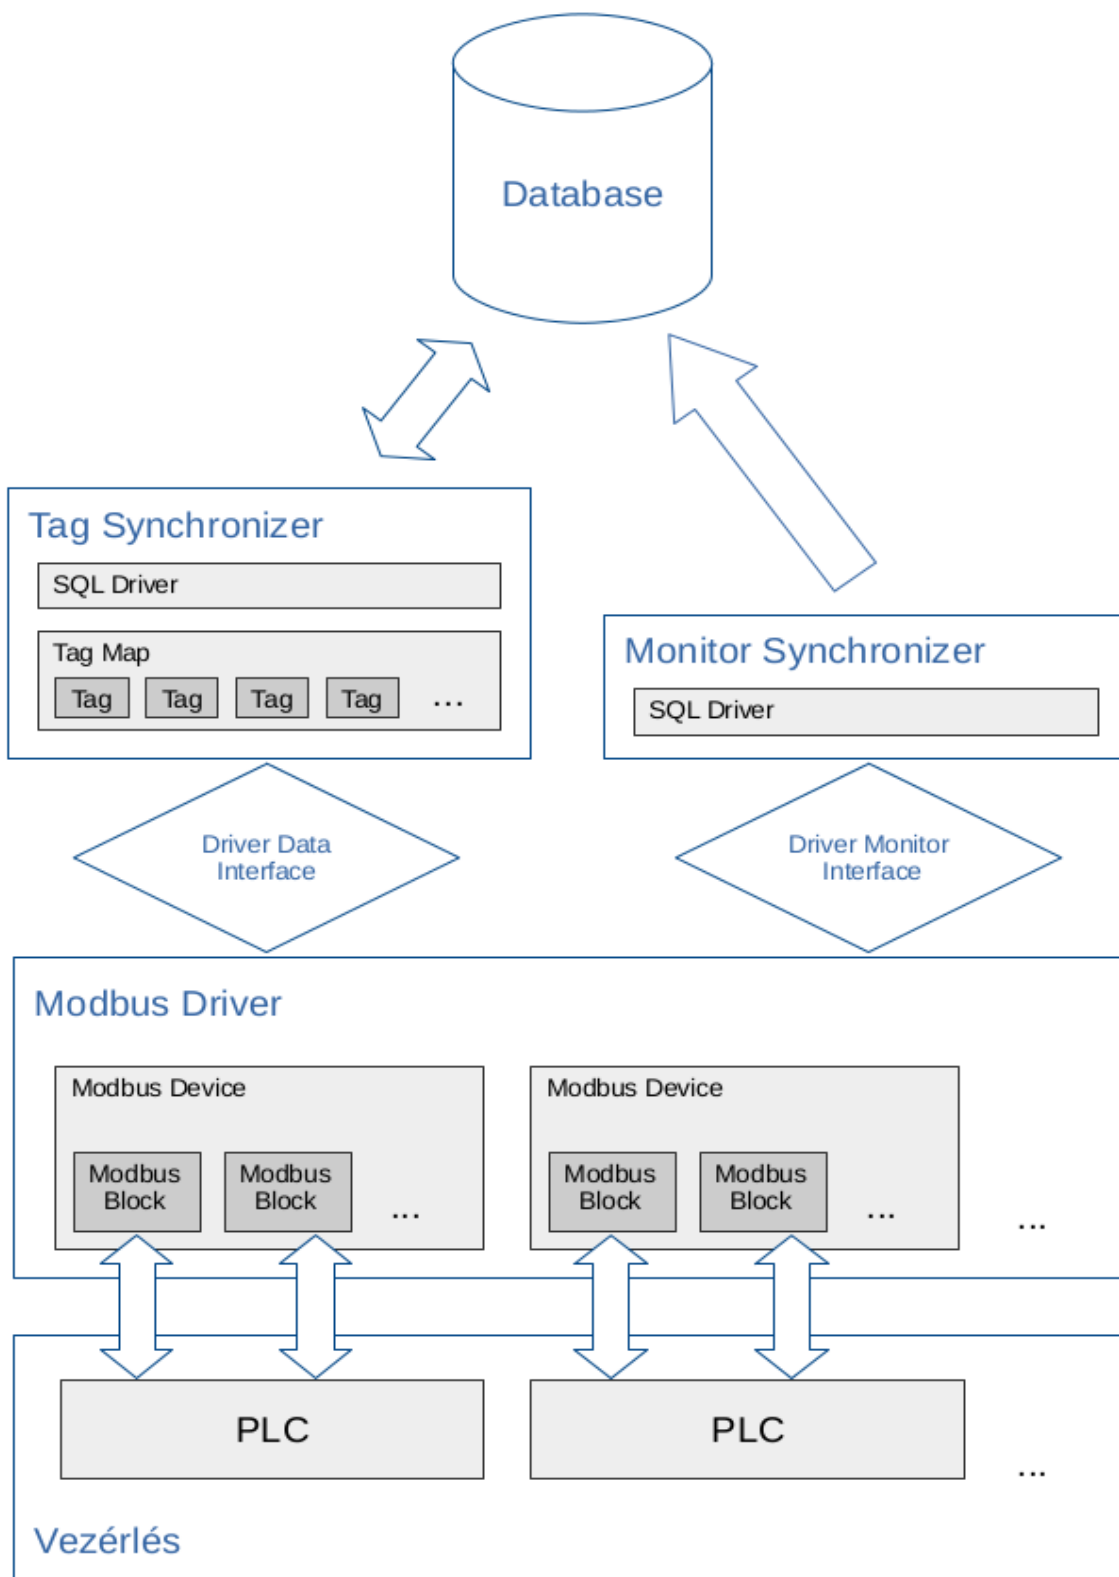 Database
Tag Synchronizer
SQL Driver
Tag Map
Tag Tag Tag Tag ...
Monitor Synchronizer
SQL Driver
Driver Data
Interface
Driver Monitor
Interface
Modbus Driver
Modbus Device
Modbus
Block
Modbus
Block
...
Modbus Device
Modbus
Block
Modbus
Block
...
...
PLC
PLC
...
Vezérlés